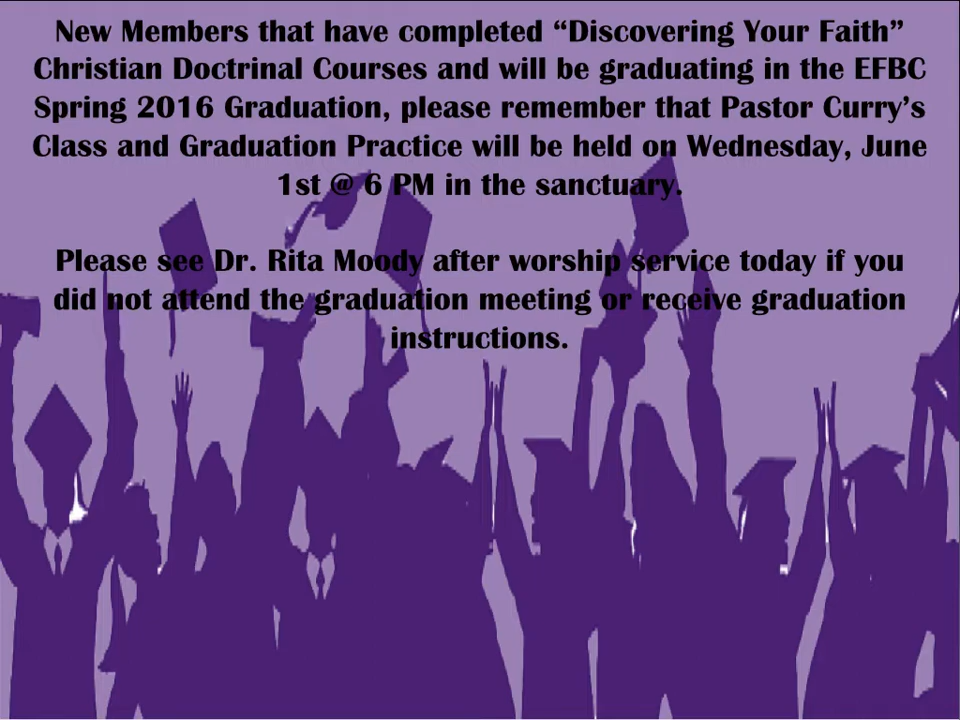 New Members that have completed “Discovering Your Faith”
Christian Doctrinal Courses and will be graduating in the EFBC
Spring 2016 Graduation, please remember that Pastor Curry’s
Class and Graduation Practice will be held on Wednesday, June
1st @ 6 PM in the sanctuary.
Please see Dr. Rita Moody after worship service today if you
did not attend the graduation meeting or receive graduation
instructions.